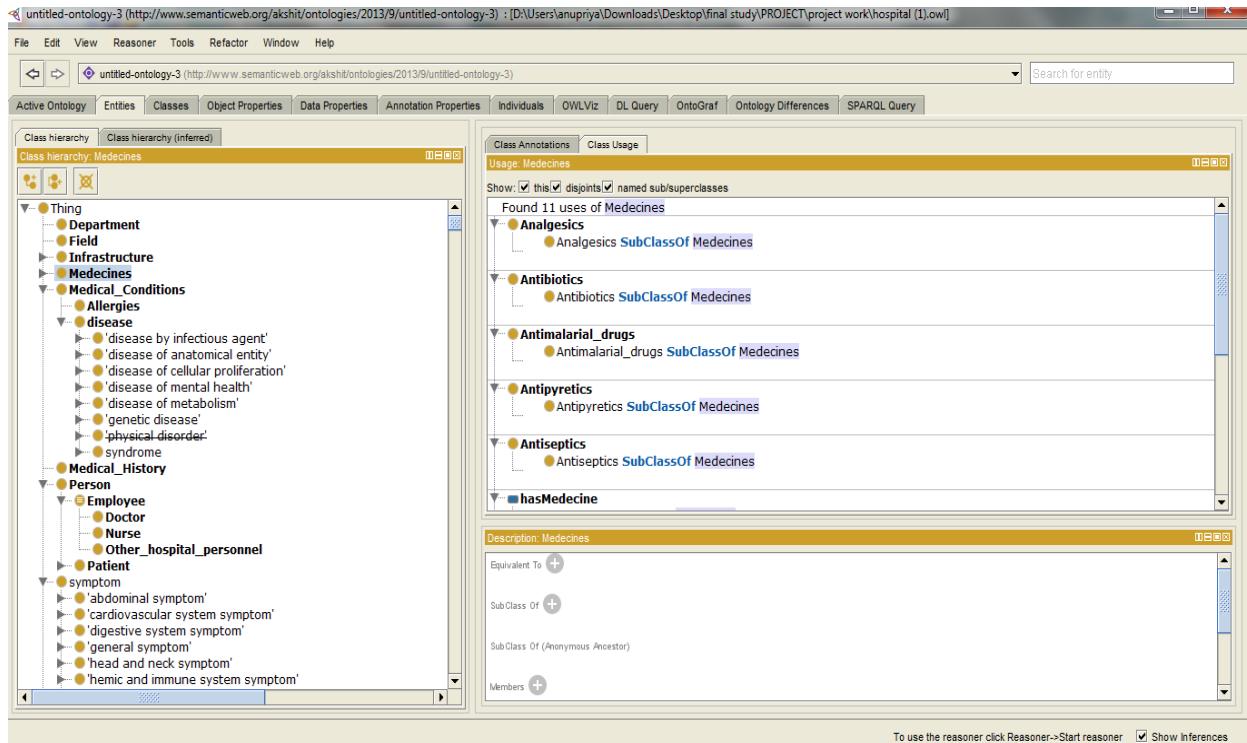 untitled-ontology-3 (http://www.semanticweb.org/akshit/ontologies/2013/9/untitled-ontology-3) : [D:\Users\anupriya\Downloads\Desktop\final study\PROJECT\project work\hospital (1).owl]
File Edit View Reasoner Tools Refactor Window Help
untitled-ontology-3 (http://www.semanticweb.org/akshit/ontologies/2013/9/untitled-ontology-3)
Search for entity
Active Ontology Entities Classes Object Properties Data Properties Annotation Properties Individuals OWLViz DL Query OntoGraf Ontology Differences SPARQL Query
Class hierarchy Class hierarchy (inferred)
Class hierarchy: Medecines
Thing
Department
Field
Infrastructure
Medecines
Medical_Conditions
Allergies
disease
'disease by infectious agent'
'disease of anatomical entity'
'disease of cellular proliferation'
'disease of mental health'
'disease of metabolism'
'genetic disease'
'physical disorder'
syndrome
Medical_History
Person
Employee
Doctor
Nurse
Other_hospital_personnel
Patient
symptom
'abdominal symptom'
'cardiovascular system symptom'
'digestive system symptom'
'general symptom'
'head and neck symptom'
'hemic and immune system symptom'
Class Annotations Class Usage
Usage: Medecines
Show: this disjoints named sub/superclasses
Found 11 uses of Medecines
Analgesics
Analgesics SubClassOf Medecines
Antibiotics
Antibiotics SubClassOf Medecines
Antimalarial_drugs
Antimalarial_drugs SubClassOf Medecines
Antipyretics
Antipyretics SubClassOf Medecines
Antiseptics
Antiseptics SubClassOf Medecines
hasMedecine
Description: Medecines
Equivalent To
SubClass Of
SubClass Of (Anonymous Ancestor)
Members
To use the reasoner click Reasoner->Start reasoner Show Inferences